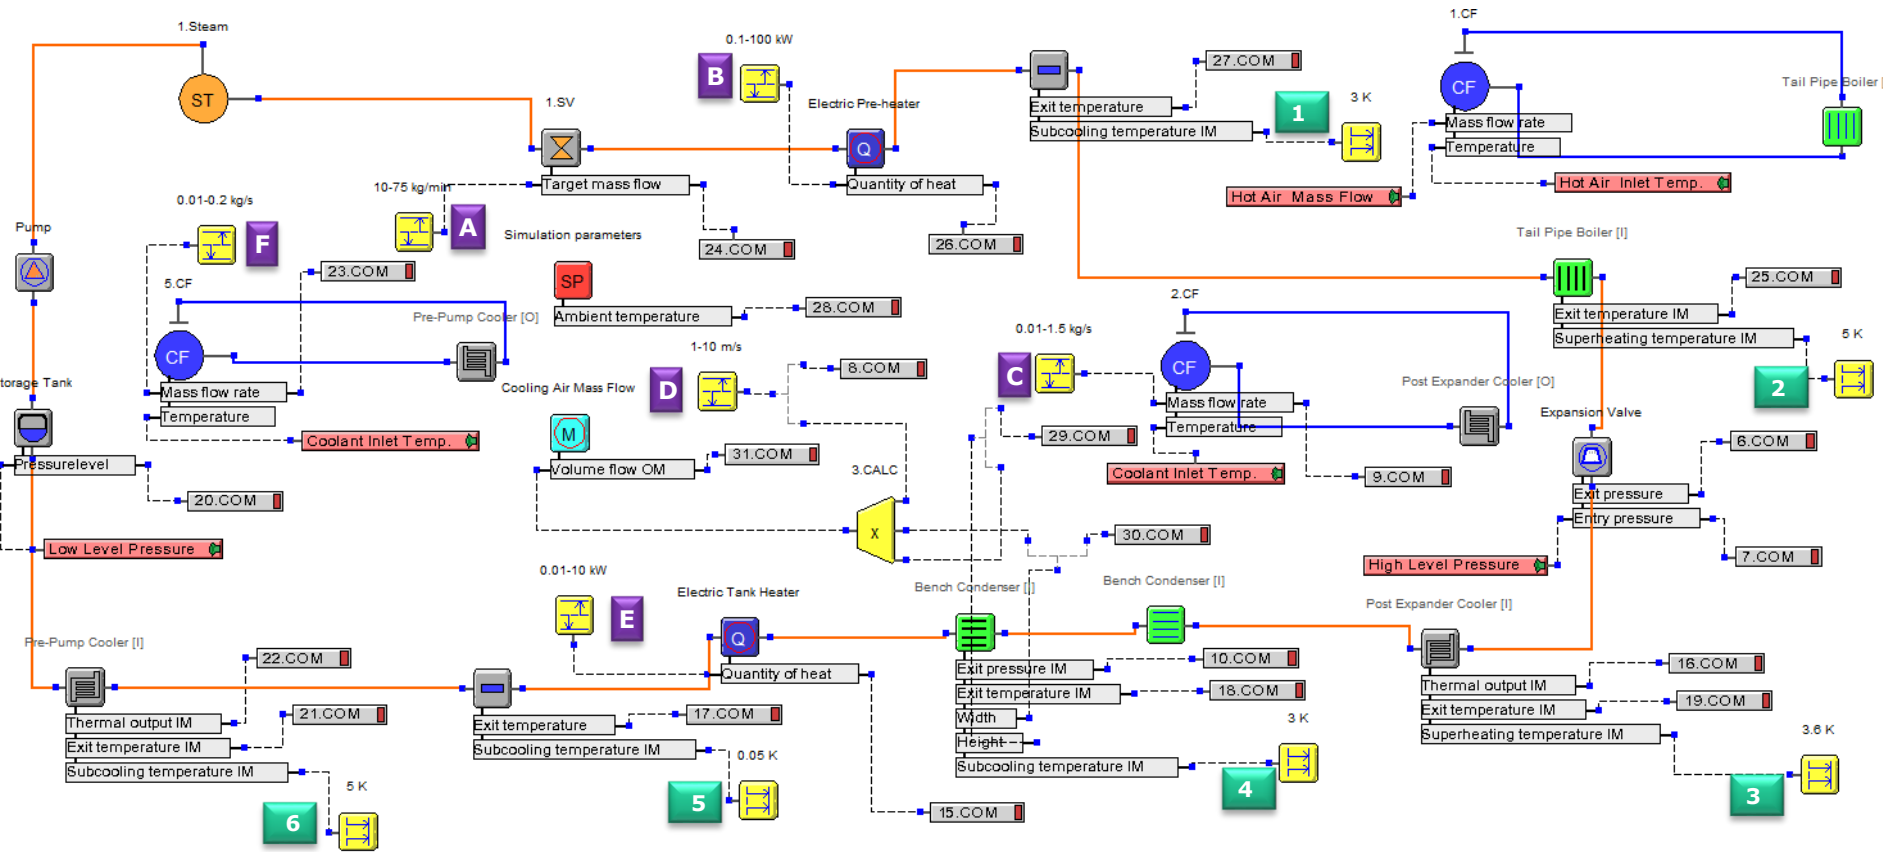 1.Steam
ST
1.SV
Target mass flow
24.COM
10-75 kg/min
A
0.1-100 kW
B
Electric Pre-heater
Q
Quantity of heat
26.COM
Exit temperature
Subcooling temperature IM
27.COM
1
3 K
1.CF
CF
Mass flow rate
Temperature
Hot Air Mass Flow
Hot Air Inlet Temp.
Tail Pipe Boiler [
Tail Pipe Boiler [I]
Exit temperature IM
Superheating temperature IM
25.COM
5 K
2
Pump
0.01-0.2 kg/s
F
23.COM
5.CF
CF
Pre-Pump Cooler [O]
Mass flow rate
Temperature
Coolant Inlet Temp.
torage Tank
Pressurelevel
20.COM
Low Level Pressure
Simulation parameters
SP
Ambient temperature
28.COM
1-10 m/s
D
8.COM
Cooling Air Mass Flow
M
Volume flow OM
31.COM
3.CALC
X
0.01-1.5 kg/s
C
29.COM
30.COM
2.CF
CF
Mass flow rate
Temperature
Coolant Inlet Temp.
9.COM
Post Expander Cooler [O]
Expansion Valve
6.COM
Exit pressure
Entry pressure
7.COM
High Level Pressure
Post Expander Cooler [I]
Thermal output IM
Exit temperature IM
Superheating temperature IM
16.COM
19.COM
3.6 K
3
Bench Condenser [I]
Bench Condenser [
]
Exit pressure IM
Exit temperature IM
Width
Height
Subcooling temperature IM
10.COM
18.COM
3 K
4
0.01-10 kW
E
Electric Tank Heater
Q
Quantity of heat
15.COM
Exit temperature
Subcooling temperature IM
17.COM
0.05 K
5
Pre-Pump Cooler [I]
Thermal output IM
Exit temperature IM
Subcooling temperature IM
22.COM
21.COM
5 K
6